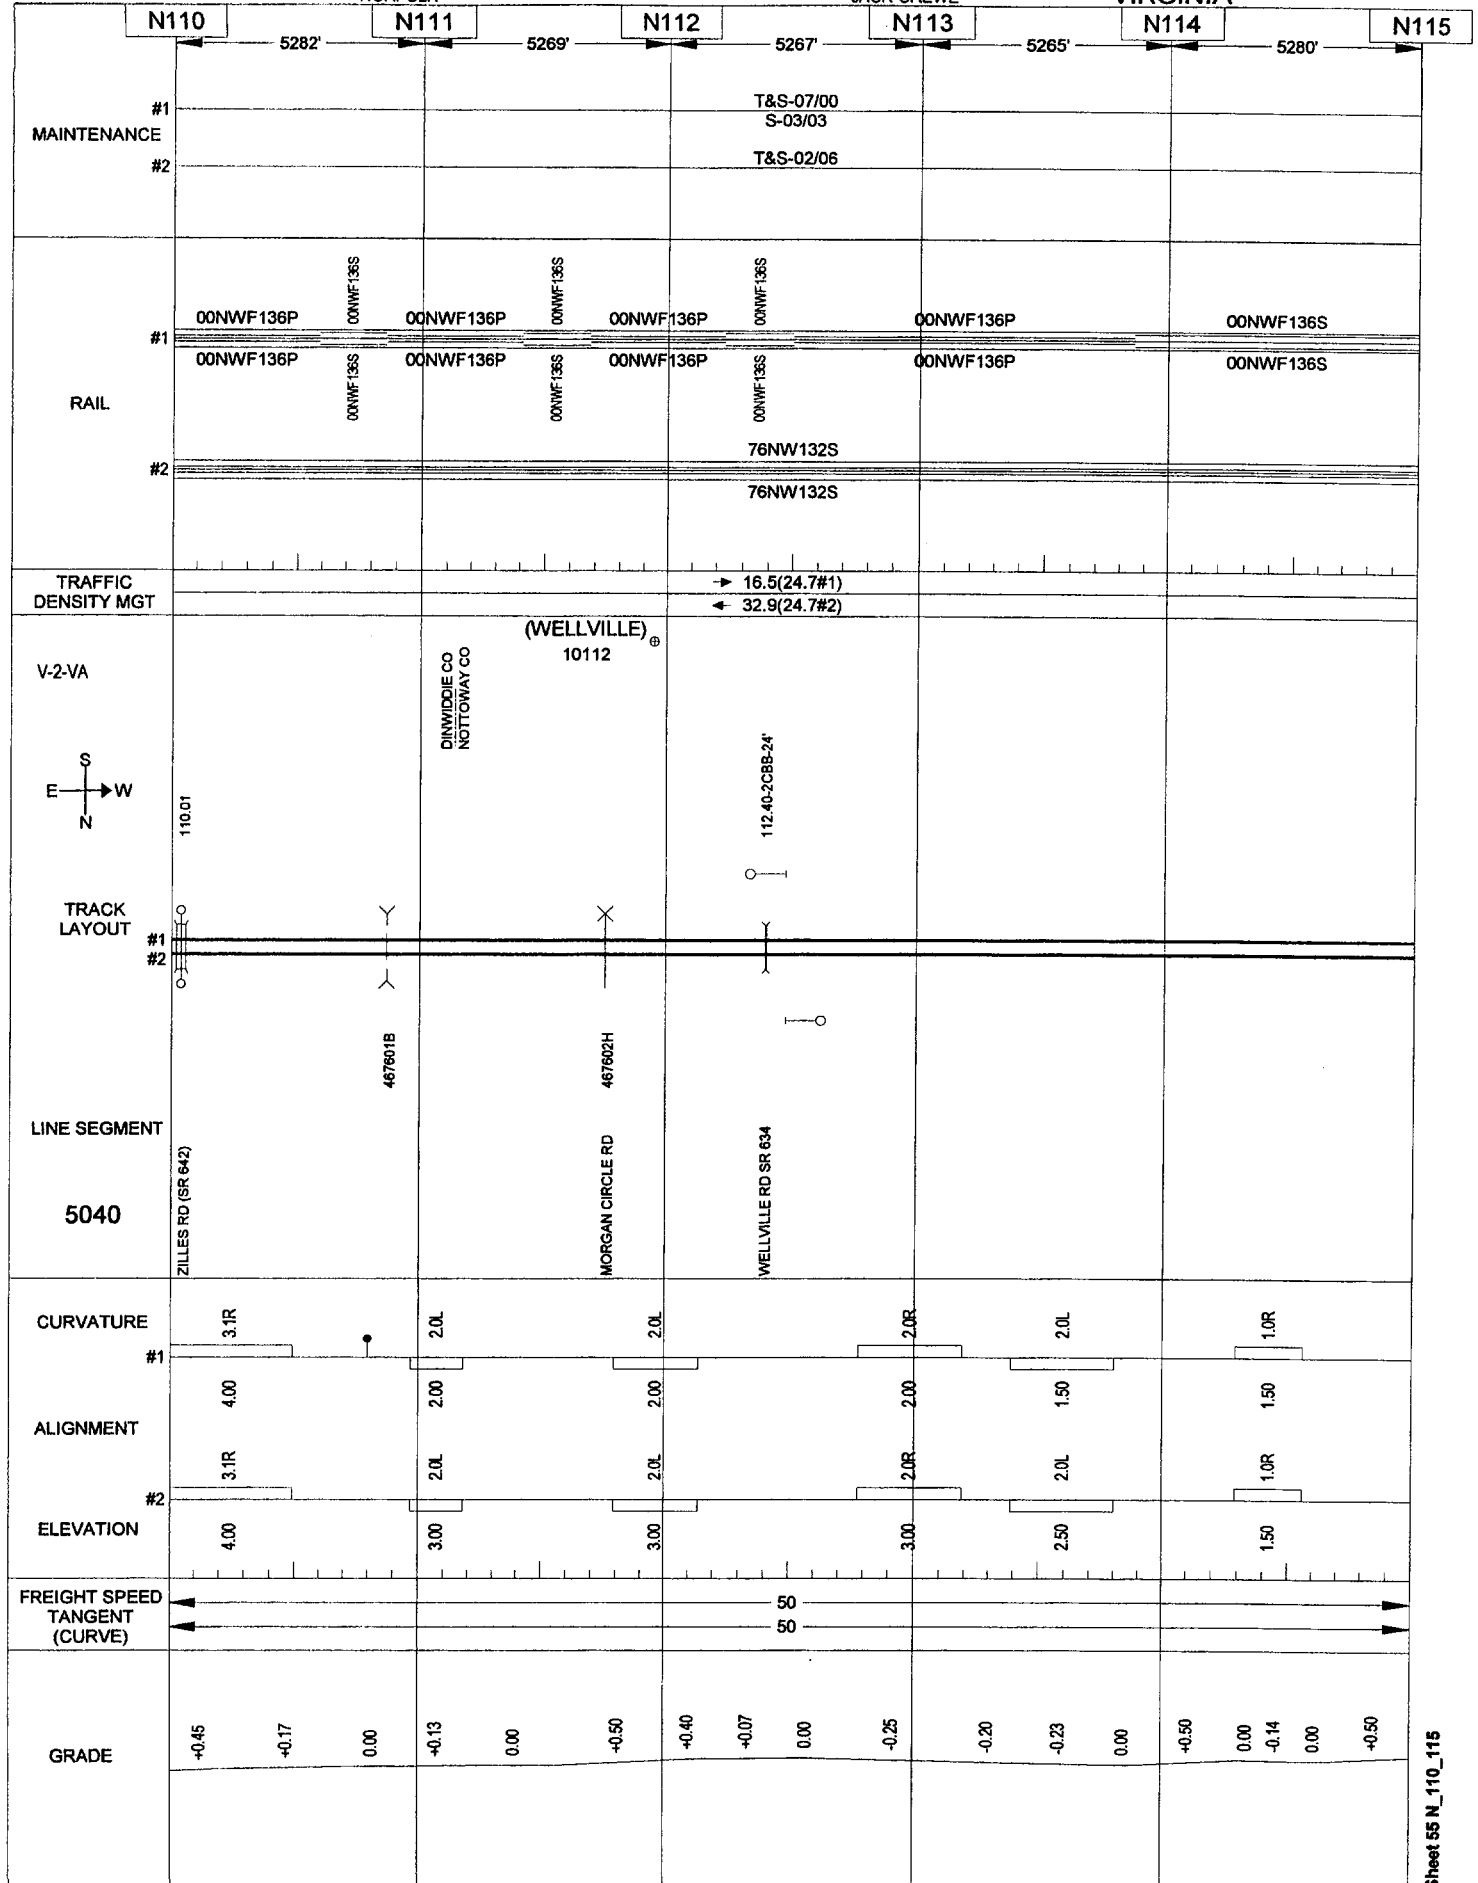 VIRGINIA
N110 N111 N112 N113 N114 N115
5282' 5269' 5267' 5265' 5280'
MAINTENANCE
#1
T&S-07/00
S-03/03
#2
T&S-02/06
RAIL
00NWF136S 00NWF136S 00NWF136S
00NWF136P 00NWF136P 00NWF136P 00NWF136P 00NWF136S
#1
00NWF136P 00NWF136P 00NWF136P 00NWF136P 00NWF136S
00NWF136S 00NWF136S 00NWF136S
76NW132S
#2
76NW132S
TRAFFIC
DENSITY MGT
→ 16.5(24.7#1)
← 32.9(24.7#2)
(WELLVILLE)
10112
V-2-VA
DINWIDDIE CO
NOTTOWAY CO
S
E W
N
110.01
112.40-2CBB-24'
TRACK
LAYOUT
#1
#2
467601B
467602H
LINE SEGMENT
5040
ZILLES RD (SR 642)
MORGAN CIRCLE RD
WELLVILLE RD SR 634
CURVATURE
3.1R 2.0L 2.0L 2.0R 2.0L 1.0R
#1
4.00 2.00 2.00 2.00 1.50 1.50
ALIGNMENT
3.1R 2.0L 2.0L 2.0R 2.0L 1.0R
#2
ELEVATION
4.00 3.00 3.00 3.00 2.50 1.50
FREIGHT SPEED
TANGENT
(CURVE)
50
50
GRADE
+0.45 +0.17 0.00 +0.13 0.00 +0.50 +0.40 +0.07 0.00 -0.25 -0.20 -0.23 0.00 +0.50 0.00 -0.14 0.00 +0.50
Sheet 55 N_110_115